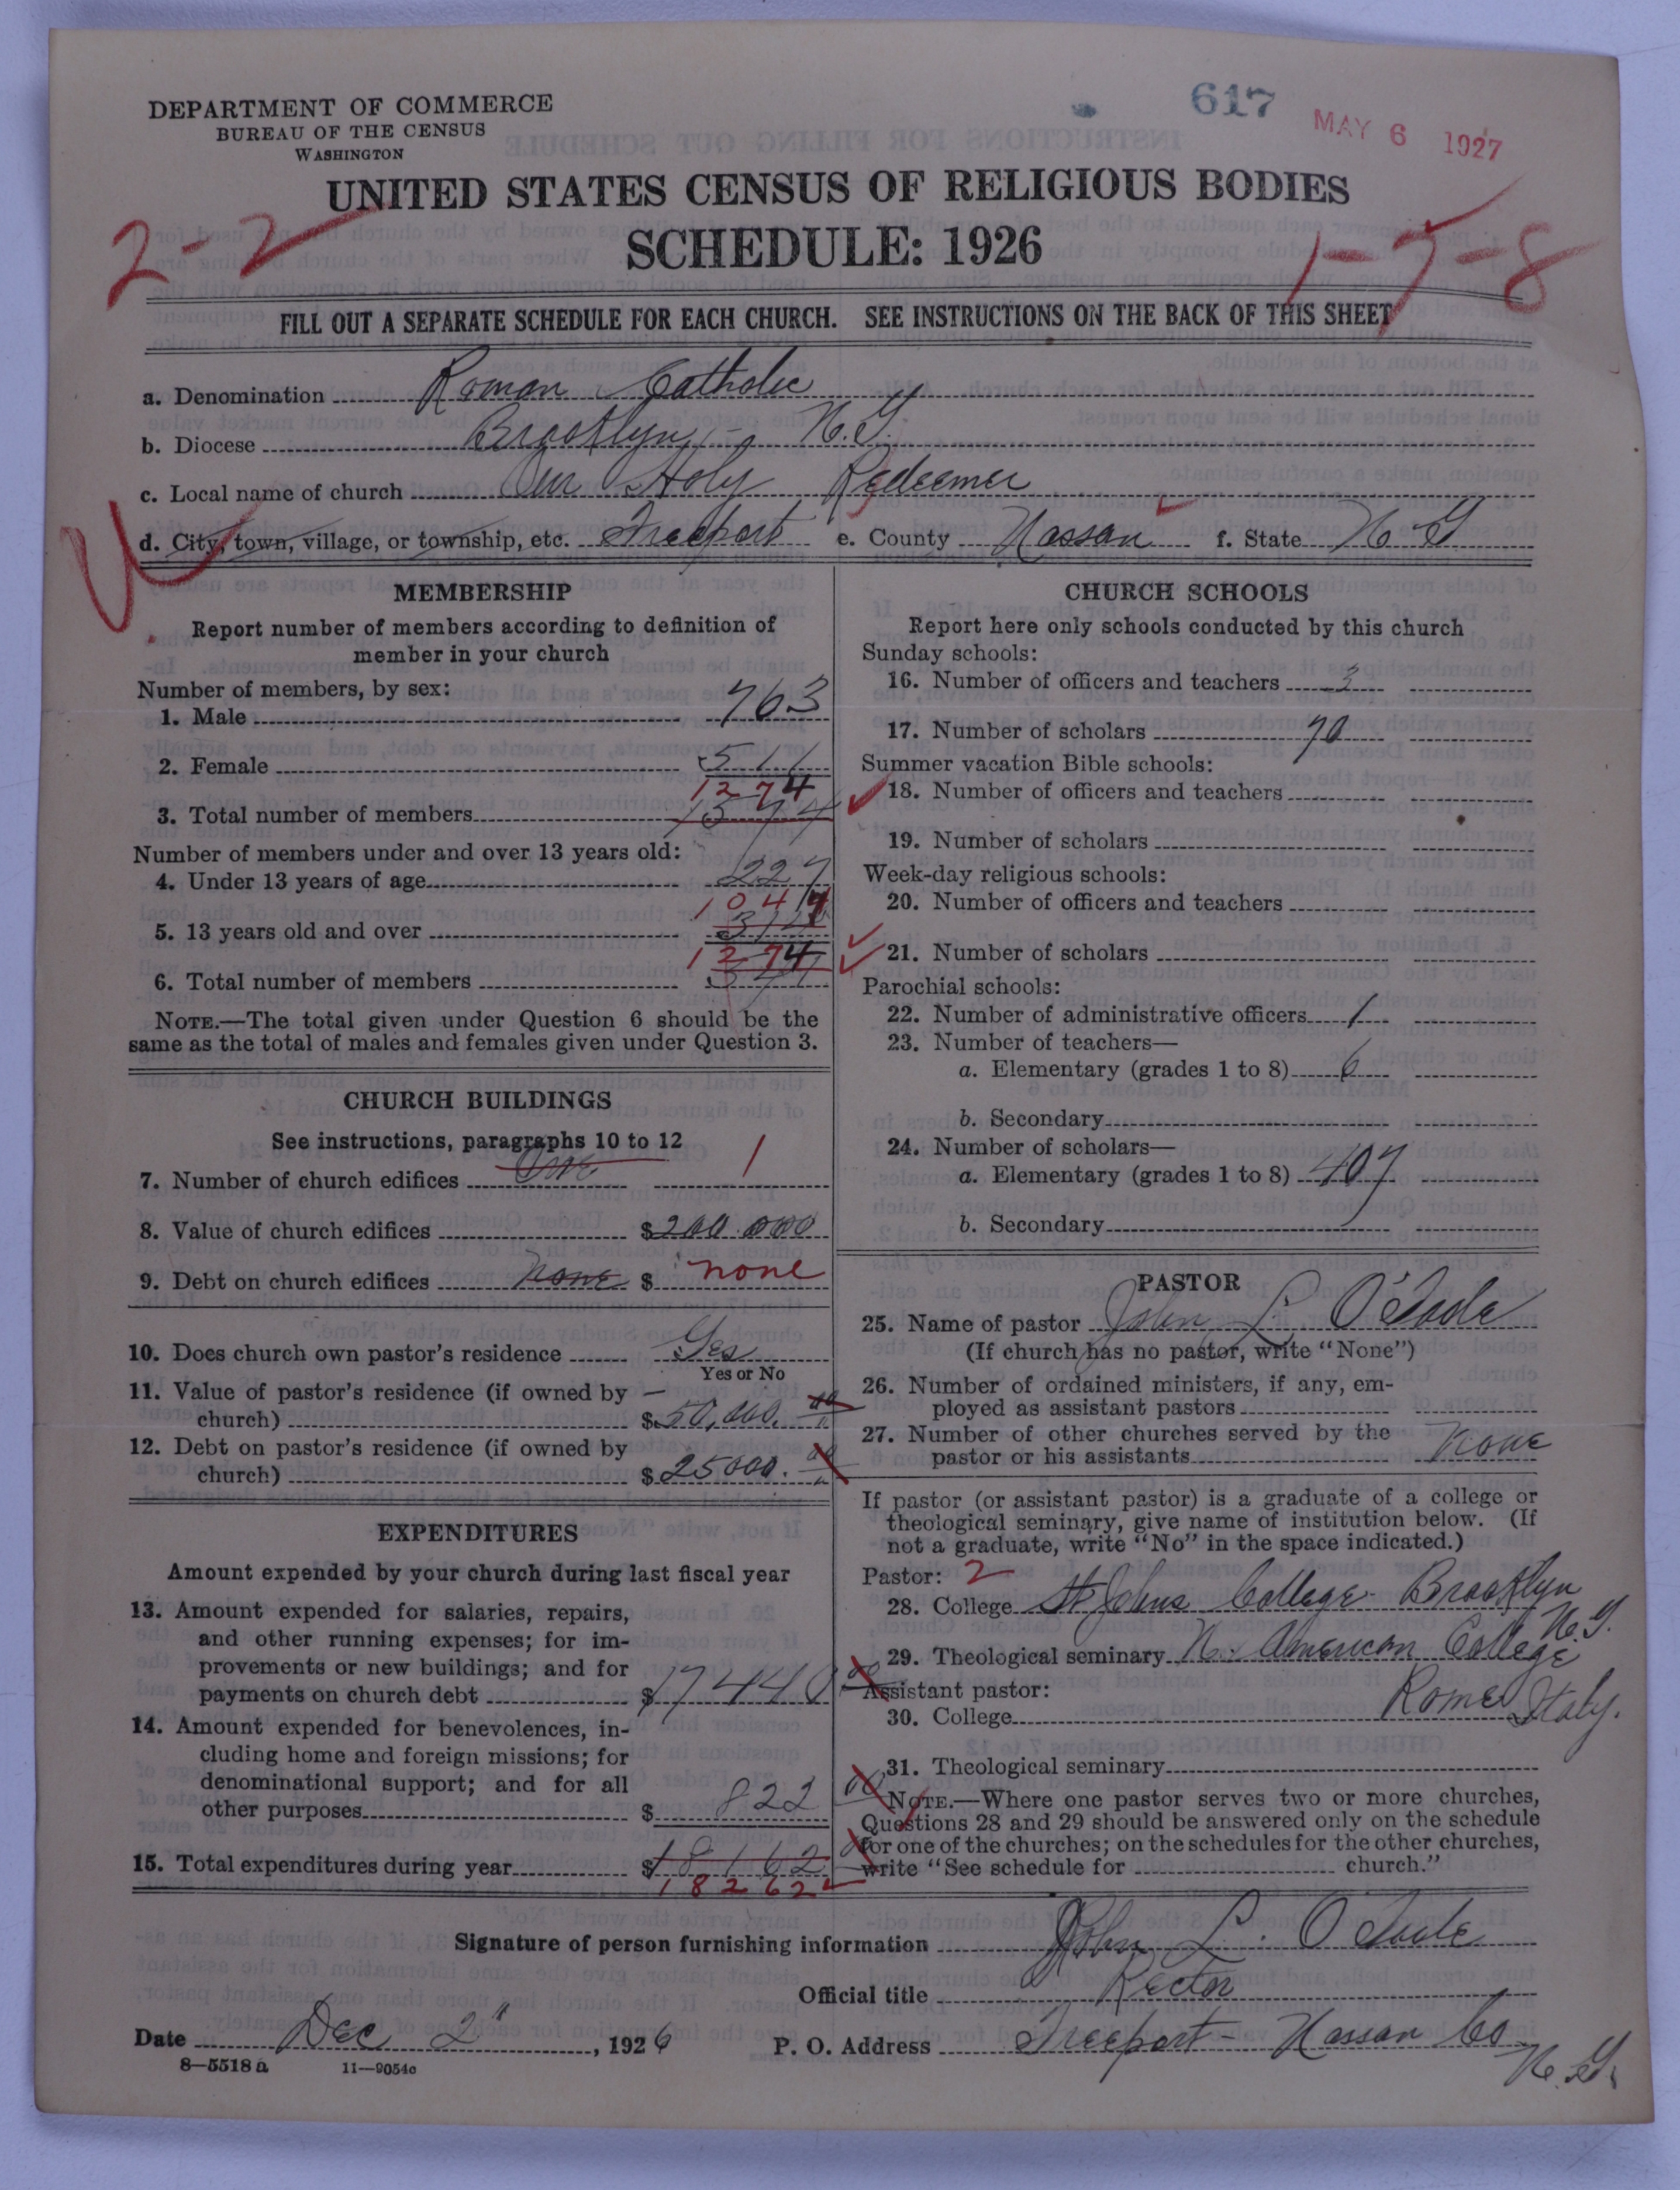 DEPARTMENT OF COMMERCE
BUREAU OF THE CENSUS
WASHINGTON
617
MAY 6 1927
UNITED STATES CENSUS OF RELIGIOUS BODIES
2-2
SCHEDULE: 1926
1-7-8
FILL OUT A SEPARATE SCHEDULE FOR EACH CHURCH. SEE INSTRUCTIONS ON THE BACK OF THIS SHEET
a. Denomination Roman Catholic
b. Diocese Brooklyn, - N.Y.
c. Local name of church Our Holy Redeemer
d. City, town, village, or township, etc. Freeport e. County Nassau f. State N Y
MEMBERSHIP
Report number of members according to definition of
member in your church
Number of members, by sex:
1. Male 763
2. Female 511
1274
3. Total number of members
Number of members under and over 13 years old:
4. Under 13 years of age 227
1047
5. 13 years old and over
1274
6. Total number of members
NOTE.—The total given under Question 6 should be the
same as the total of males and females given under Question 3.
CHURCH BUILDINGS
See instructions, paragraphs 10 to 12
7. Number of church edifices One 1
8. Value of church edifices $200.000
9. Debt on church edifices None $ none
10. Does church own pastor's residence Yes
Yes or No
11. Value of pastor's residence (if owned by —
church) $50,000. 00
12. Debt on pastor's residence (if owned by
church) $25000. 00
EXPENDITURES
Amount expended by your church during last fiscal year
13. Amount expended for salaries, repairs,
and other running expenses; for im-
provements or new buildings; and for
payments on church debt $17440 00
14. Amount expended for benevolences, in-
cluding home and foreign missions; for
denominational support; and for all
other purposes $822 00
15. Total expenditures during year $18162
18262
CHURCH SCHOOLS
Report here only schools conducted by this church
Sunday schools:
16. Number of officers and teachers 3
17. Number of scholars 70
Summer vacation Bible schools:
18. Number of officers and teachers
19. Number of scholars
Week-day religious schools:
20. Number of officers and teachers
21. Number of scholars
Parochial schools:
22. Number of administrative officers 1
23. Number of teachers—
a. Elementary (grades 1 to 8) 6
b. Secondary
24. Number of scholars—
a. Elementary (grades 1 to 8) 407
b. Secondary
PASTOR
25. Name of pastor John L. O'Toole
(If church has no pastor, write "None")
26. Number of ordained ministers, if any, em-
ployed as assistant pastors
27. Number of other churches served by the
pastor or his assistants None
If pastor (or assistant pastor) is a graduate of a college or
theological seminary, give name of institution below. (If
not a graduate, write "No" in the space indicated.)
Pastor: 2
28. College St Johns College - Brooklyn
N.Y.
29. Theological seminary N. American College
Assistant pastor: Rome Italy.
30. College
31. Theological seminary
NOTE.—Where one pastor serves two or more churches,
Questions 28 and 29 should be answered only on the schedule
for one of the churches; on the schedules for the other churches,
write "See schedule for church."
Signature of person furnishing information John L. O'Toole
Official title Rector
Date Dec 2", 1926 P. O. Address Freeport - Nassau Co
N.Y.
8—5518 a 11—9054c